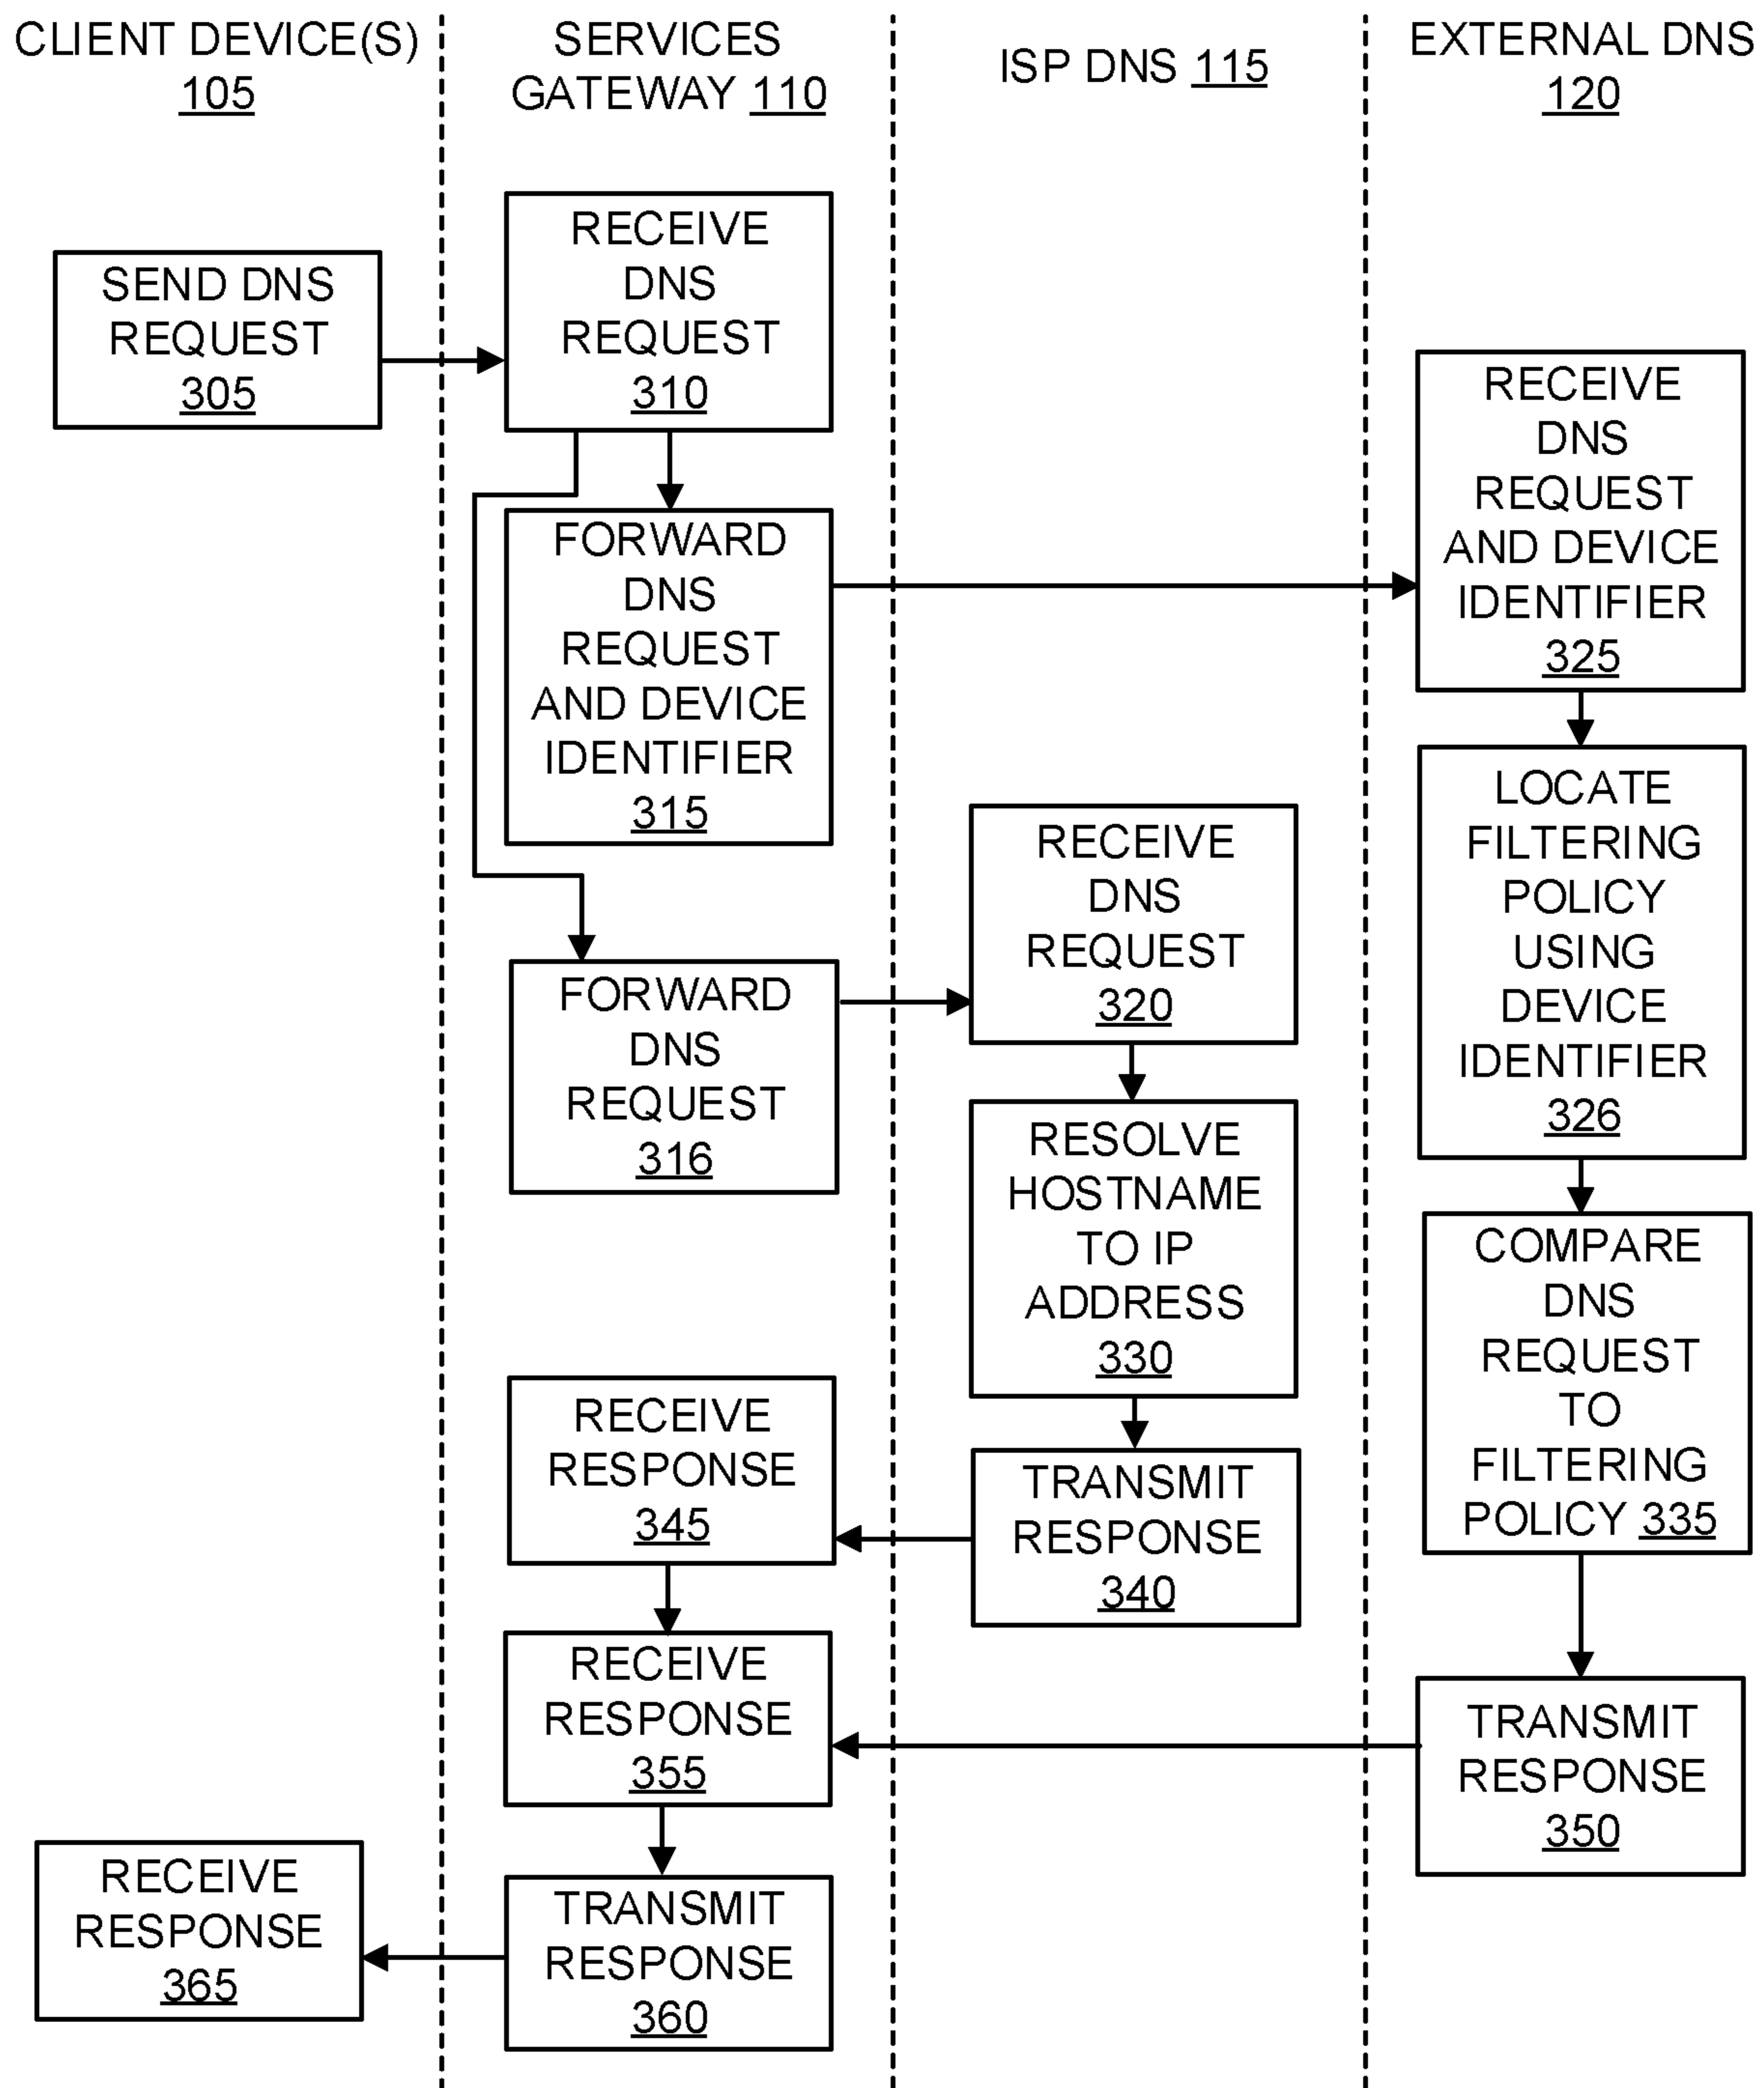 CLIENT DEVICE(S)
105
SERVICES
GATEWAY 110
ISP DNS 115
EXTERNAL DNS
120
SEND DNS
REQUEST
305
RECEIVE
DNS
REQUEST
310
FORWARD
DNS
REQUEST
AND DEVICE
IDENTIFIER
315
RECEIVE
DNS
REQUEST
AND DEVICE
IDENTIFIER
325
FORWARD
DNS
REQUEST
316
RECEIVE
DNS
REQUEST
320
LOCATE
FILTERING
POLICY
USING
DEVICE
IDENTIFIER
326
RESOLVE
HOSTNAME
TO IP
ADDRESS
330
COMPARE
DNS
REQUEST
TO
FILTERING
POLICY 335
RECEIVE
RESPONSE
345
TRANSMIT
RESPONSE
340
RECEIVE
RESPONSE
355
TRANSMIT
RESPONSE
350
RECEIVE
RESPONSE
365
TRANSMIT
RESPONSE
360